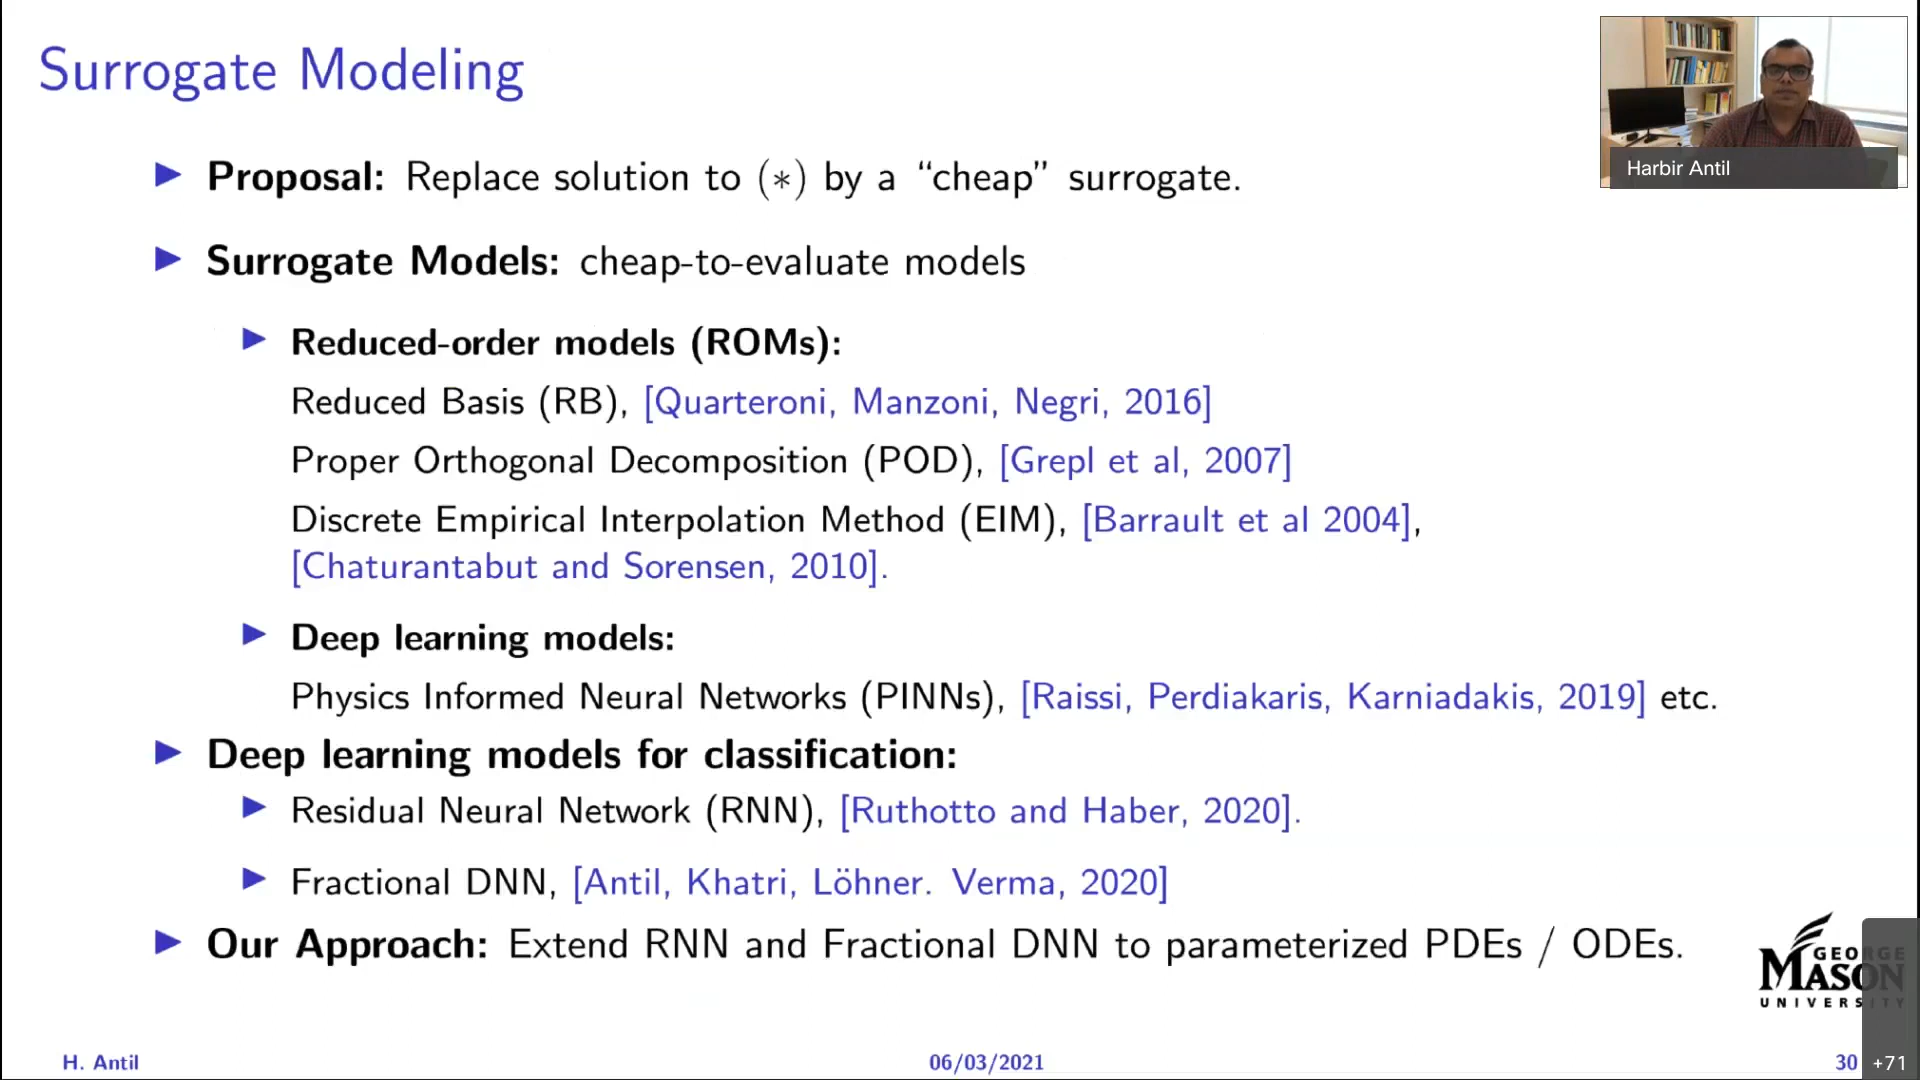 Surrogate Modeling
Harbir Antil
▶ Proposal: Replace solution to (∗) by a “cheap” surrogate.
▶ Surrogate Models: cheap-to-evaluate models
▶ Reduced-order models (ROMs):
Reduced Basis (RB), [Quarteroni, Manzoni, Negri, 2016]
Proper Orthogonal Decomposition (POD), [Grepl et al, 2007]
Discrete Empirical Interpolation Method (EIM), [Barrault et al 2004],
[Chaturantabut and Sorensen, 2010].
▶ Deep learning models:
Physics Informed Neural Networks (PINNs), [Raissi, Perdiakaris, Karniadakis, 2019] etc.
▶ Deep learning models for classification:
▶ Residual Neural Network (RNN), [Ruthotto and Haber, 2020].
▶ Fractional DNN, [Antil, Khatri, Löhner. Verma, 2020]
▶ Our Approach: Extend RNN and Fractional DNN to parameterized PDEs / ODEs.
GEORGE
MASON
UNIVERSITY
H. Antil
06/03/2021
30
+71